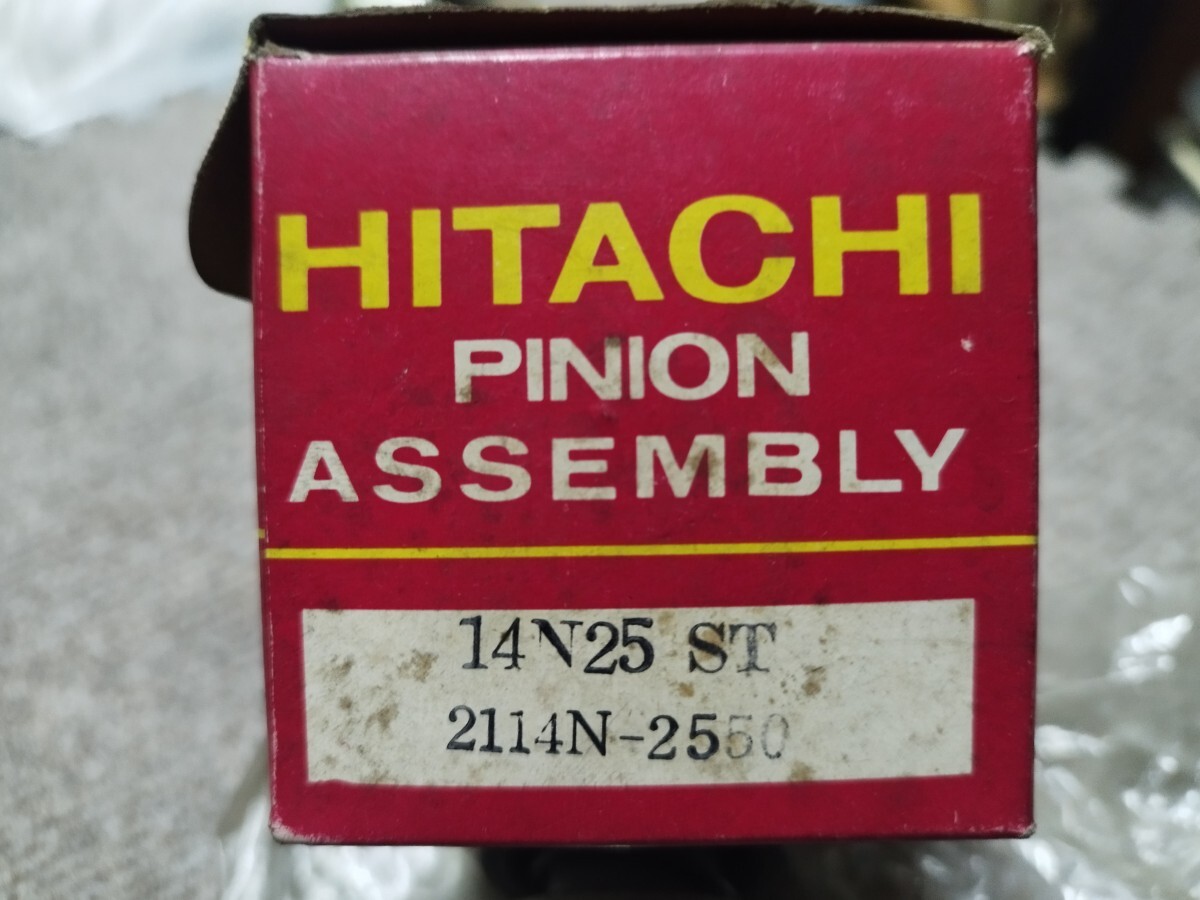 HITACHI
PINION
ASSEMBLY
14N25 ST
2114N-2550